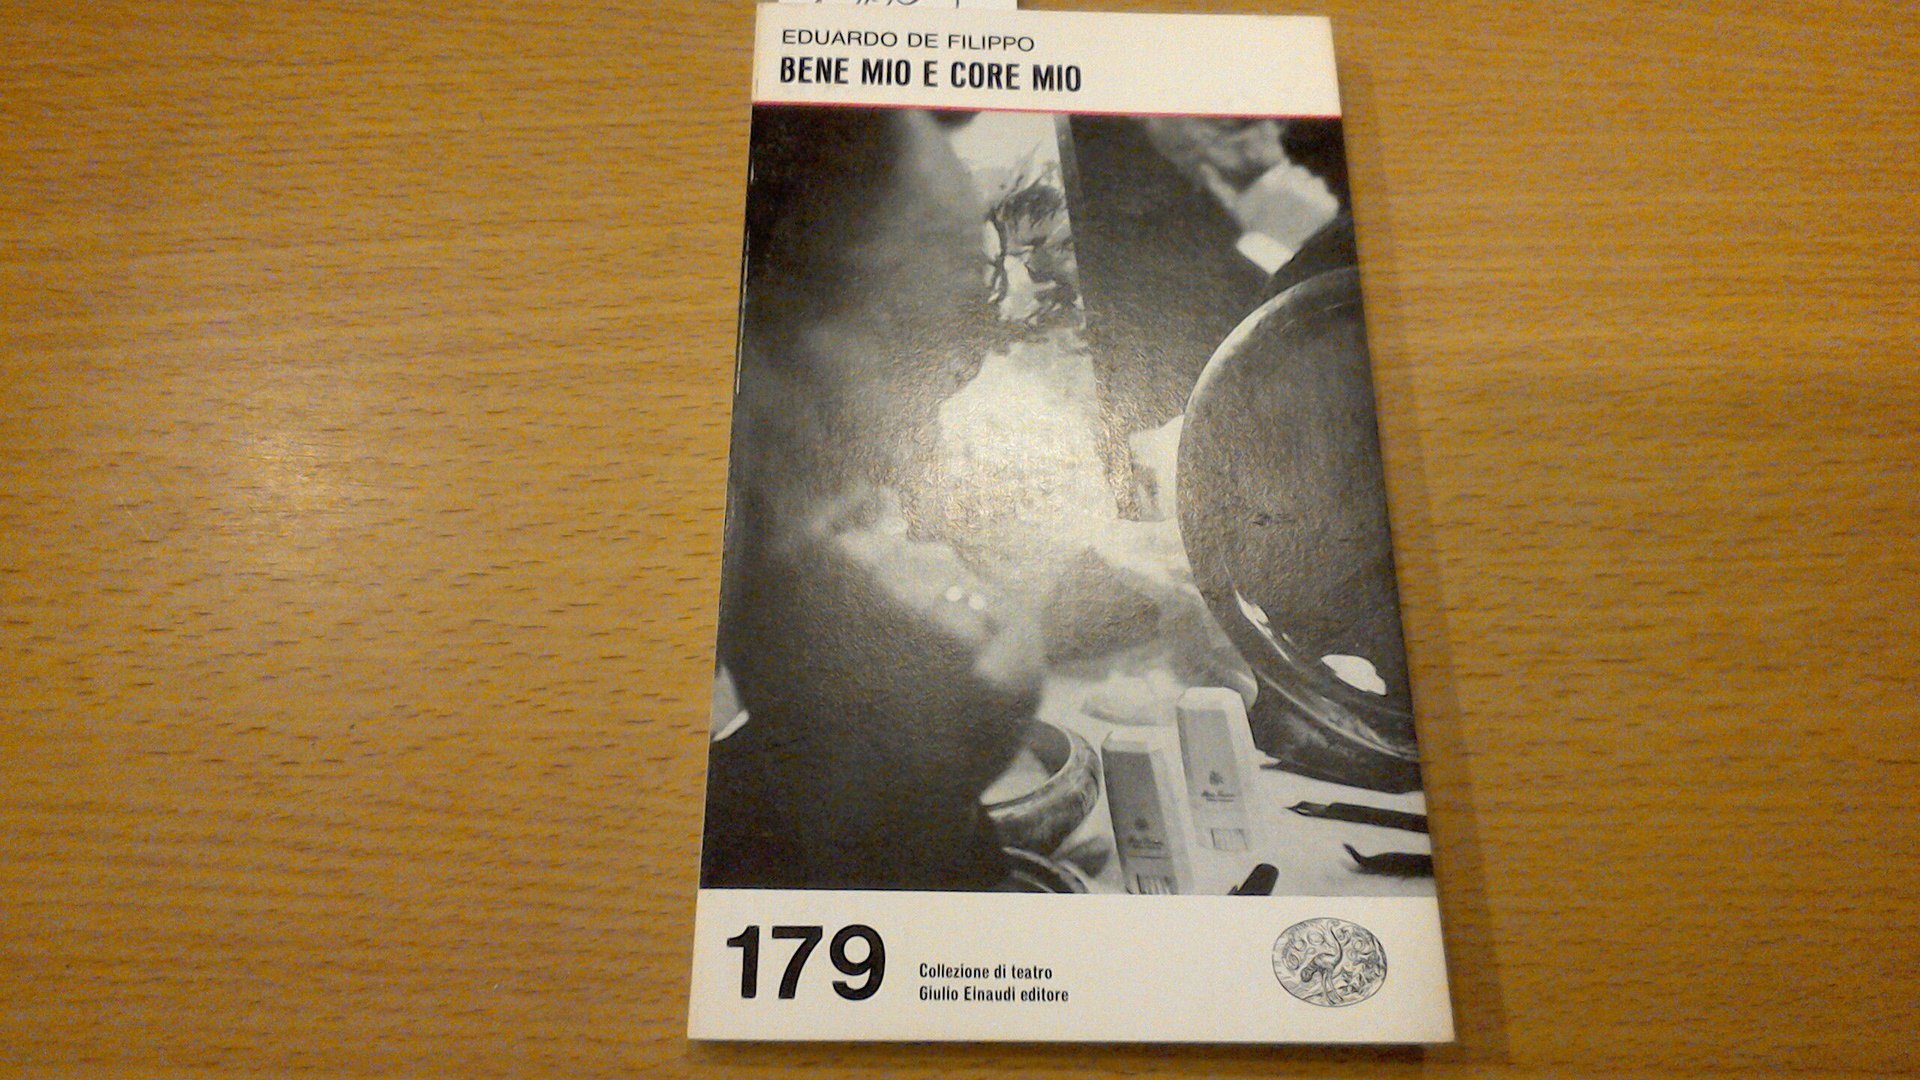 EDUARDO DE FILIPPO
BENE MIO E CORE MIO
179
Collezione di teatro
Giulio Einaudi editore